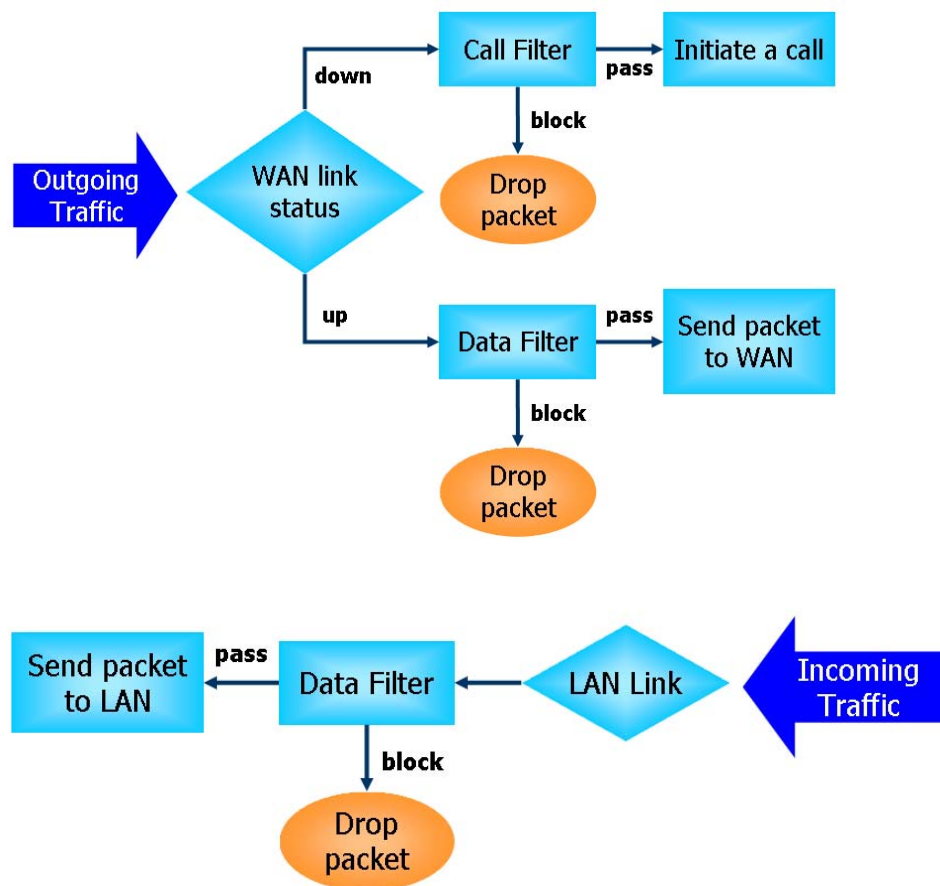 Call Filter
pass
Initiate a call
down
block
Outgoing
Traffic
WAN link
status
Drop
packet
up
Data Filter
pass
Send packet
to WAN
block
Drop
packet
Send packet
to LAN
pass
Data Filter
LAN Link
Incoming
Traffic
block
Drop
packet